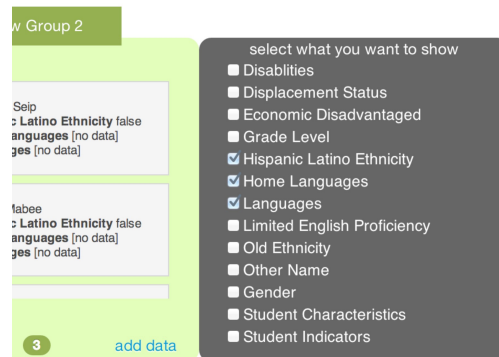 w Group 2
Seip
c Latino Ethnicity false
anguages [no data]
ges [no data]
Mabee
c Latino Ethnicity false
anguages [no data]
ges [no data]
3
add data
select what you want to show
Disablities
Displacement Status
Economic Disadvantaged
Grade Level
Hispanic Latino Ethnicity
Home Languages
Languages
Limited English Proficiency
Old Ethnicity
Other Name
Gender
Student Characteristics
Student Indicators